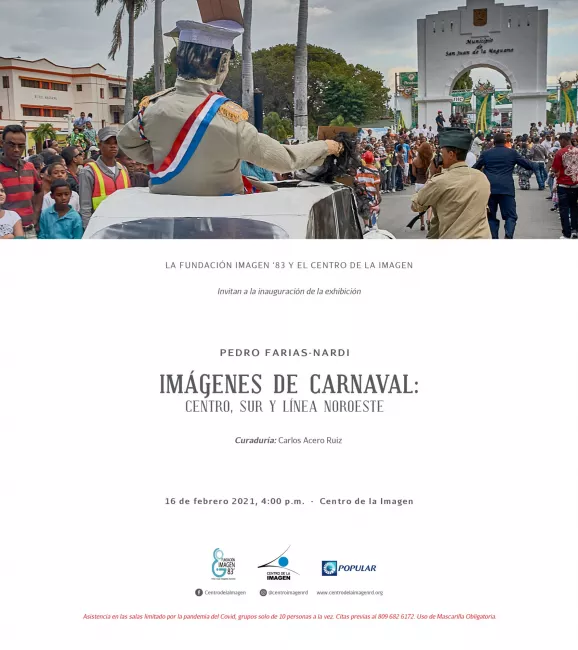 Municipio de
San Juan de la Maguana
LA FUNDACIÓN IMAGEN '83 Y EL CENTRO DE LA IMAGEN
Invitan a la inauguración de la exhibición
PEDRO FARIAS-NARDI
IMÁGENES DE CARNAVAL:
CENTRO, SUR Y LÍNEA NOROESTE
Curaduría: Carlos Acero Ruiz
16 de febrero 2021, 4:00 p.m. - Centro de la Imagen
FUNDACIÓN
IMAGEN
83
CENTRO DE LA
IMAGEN
POPULAR
CentrodelaImagen @centroimagenrd www.centrodelaimagenrd.org
Asistencia en las salas limitado por la pandemia del Covid, grupos solo de 10 personas a la vez. Citas previas al 809 682 6172. Uso de Mascarilla Obligatoria.